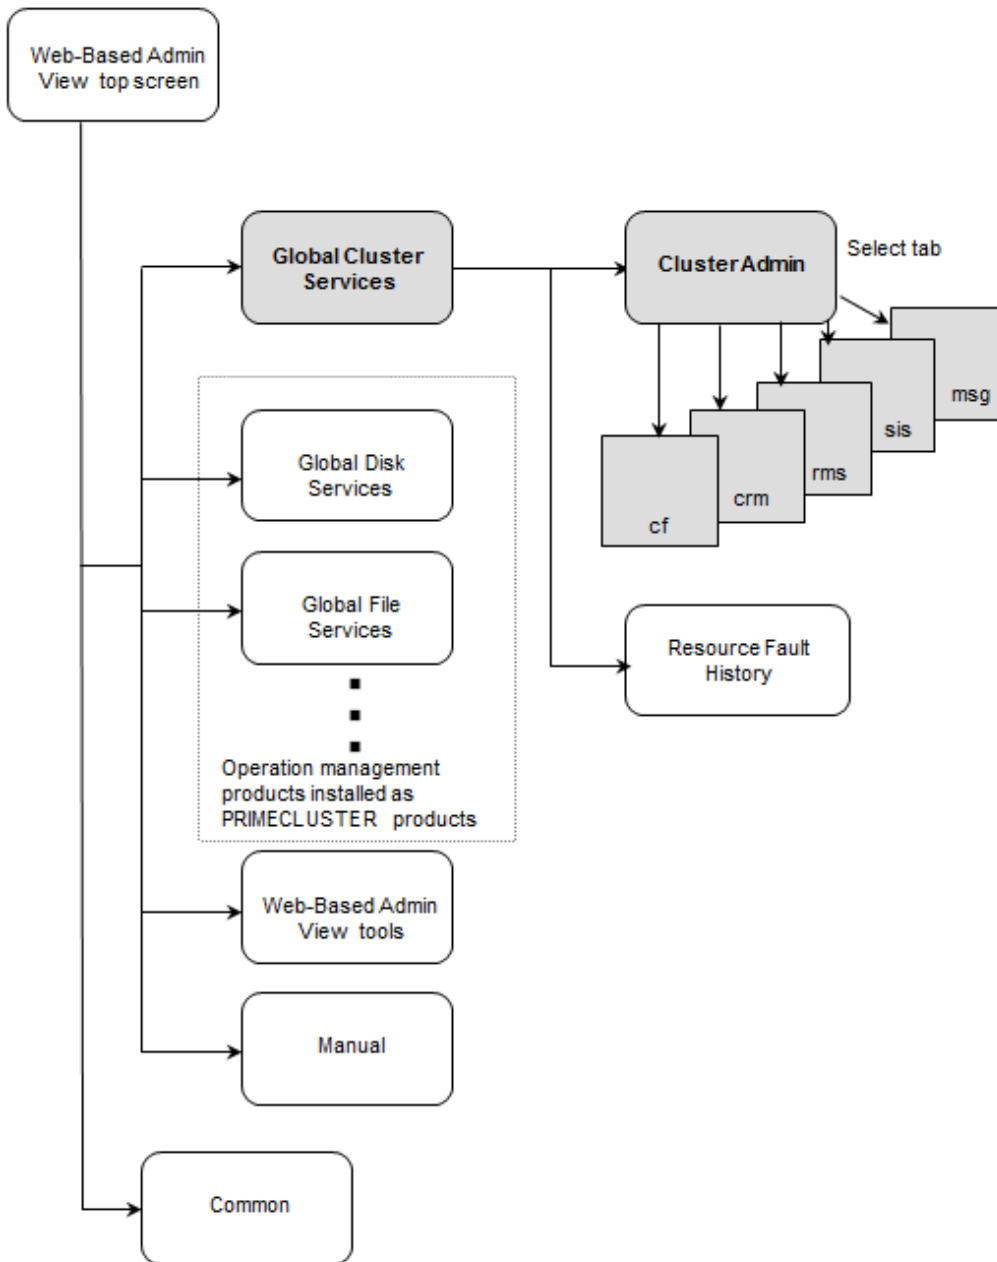 Web-Based Admin
View top screen
Global Cluster
Services
Cluster Admin
Select tab
msg
sis
rms
crm
cf
Global Disk
Services
Global File
Services
Resource Fault
History
Operation management
products installed as
PRIMECLUSTER products
Web-Based Admin
View tools
Manual
Common